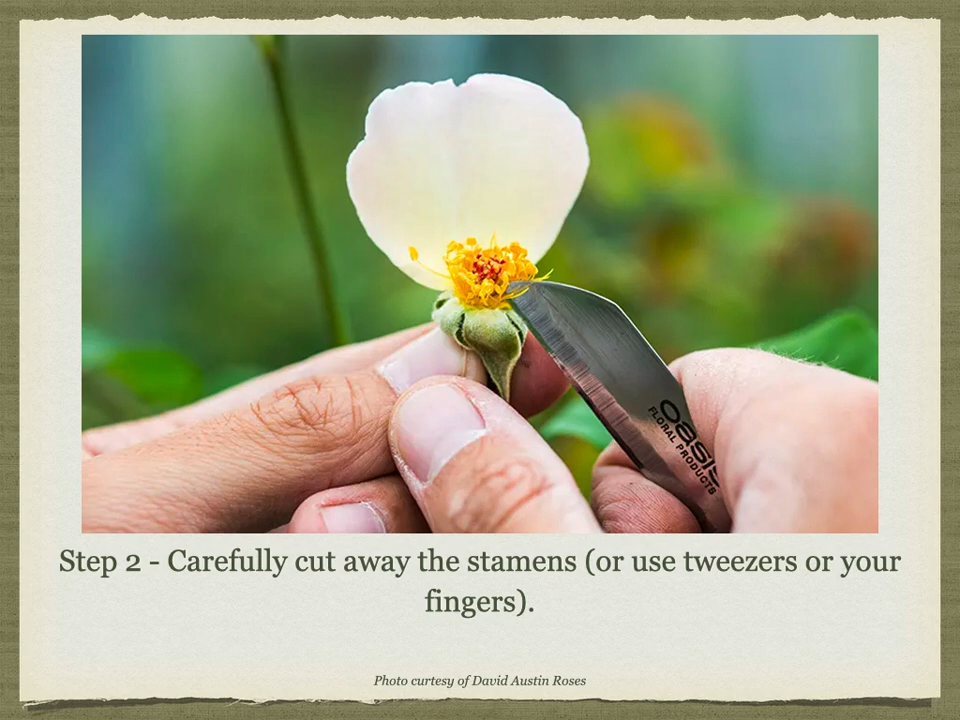 oasis
FLORAL PRODUCTS
Step 2 - Carefully cut away the stamens (or use tweezers or your
fingers).
Photo curtesy of David Austin Roses